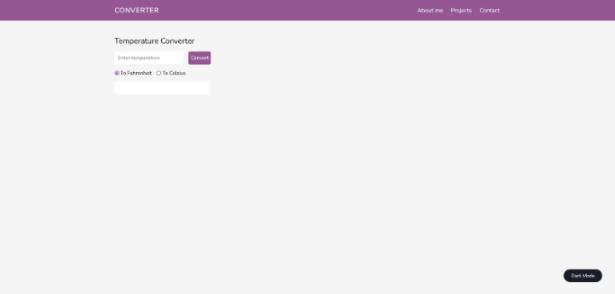 CONVERTER
About me Projects Contact
Temperature Converter
Enter temperature Convert
To Fahrenheit To Celsius
Dark Mode